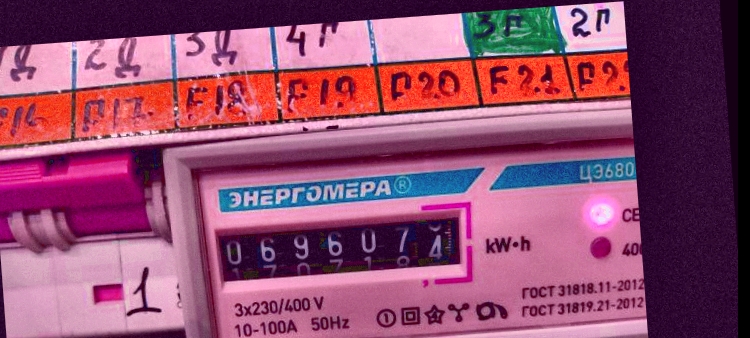 2Д 3Д 4Г 3Г 2Г
F17 F18 F19 F20 F21
ЭНЕРГОМЕРА®
ЦЭ680
0696074
kW•h
1
3x230/400 V
10-100A 50Hz
ГОСТ 31818.11-2012
ГОСТ 31819.21-2012